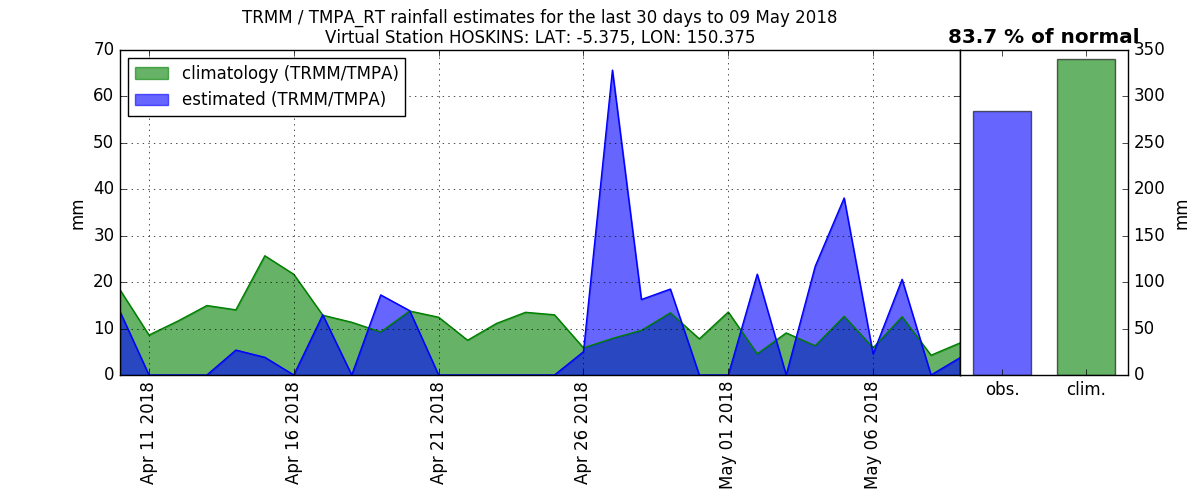 TRMM / TMPA_RT rainfall estimates for the last 30 days to 09 May 2018
Virtual Station HOSKINS: LAT: -5.375, LON: 150.375
83.7 % of normal
climatology (TRMM/TMPA)
estimated (TRMM/TMPA)
70
60
50
40
30
20
10
0
mm
Apr 11 2018
Apr 16 2018
Apr 21 2018
Apr 26 2018
May 01 2018
May 06 2018
350
300
250
200
150
100
50
0
mm
obs.
clim.